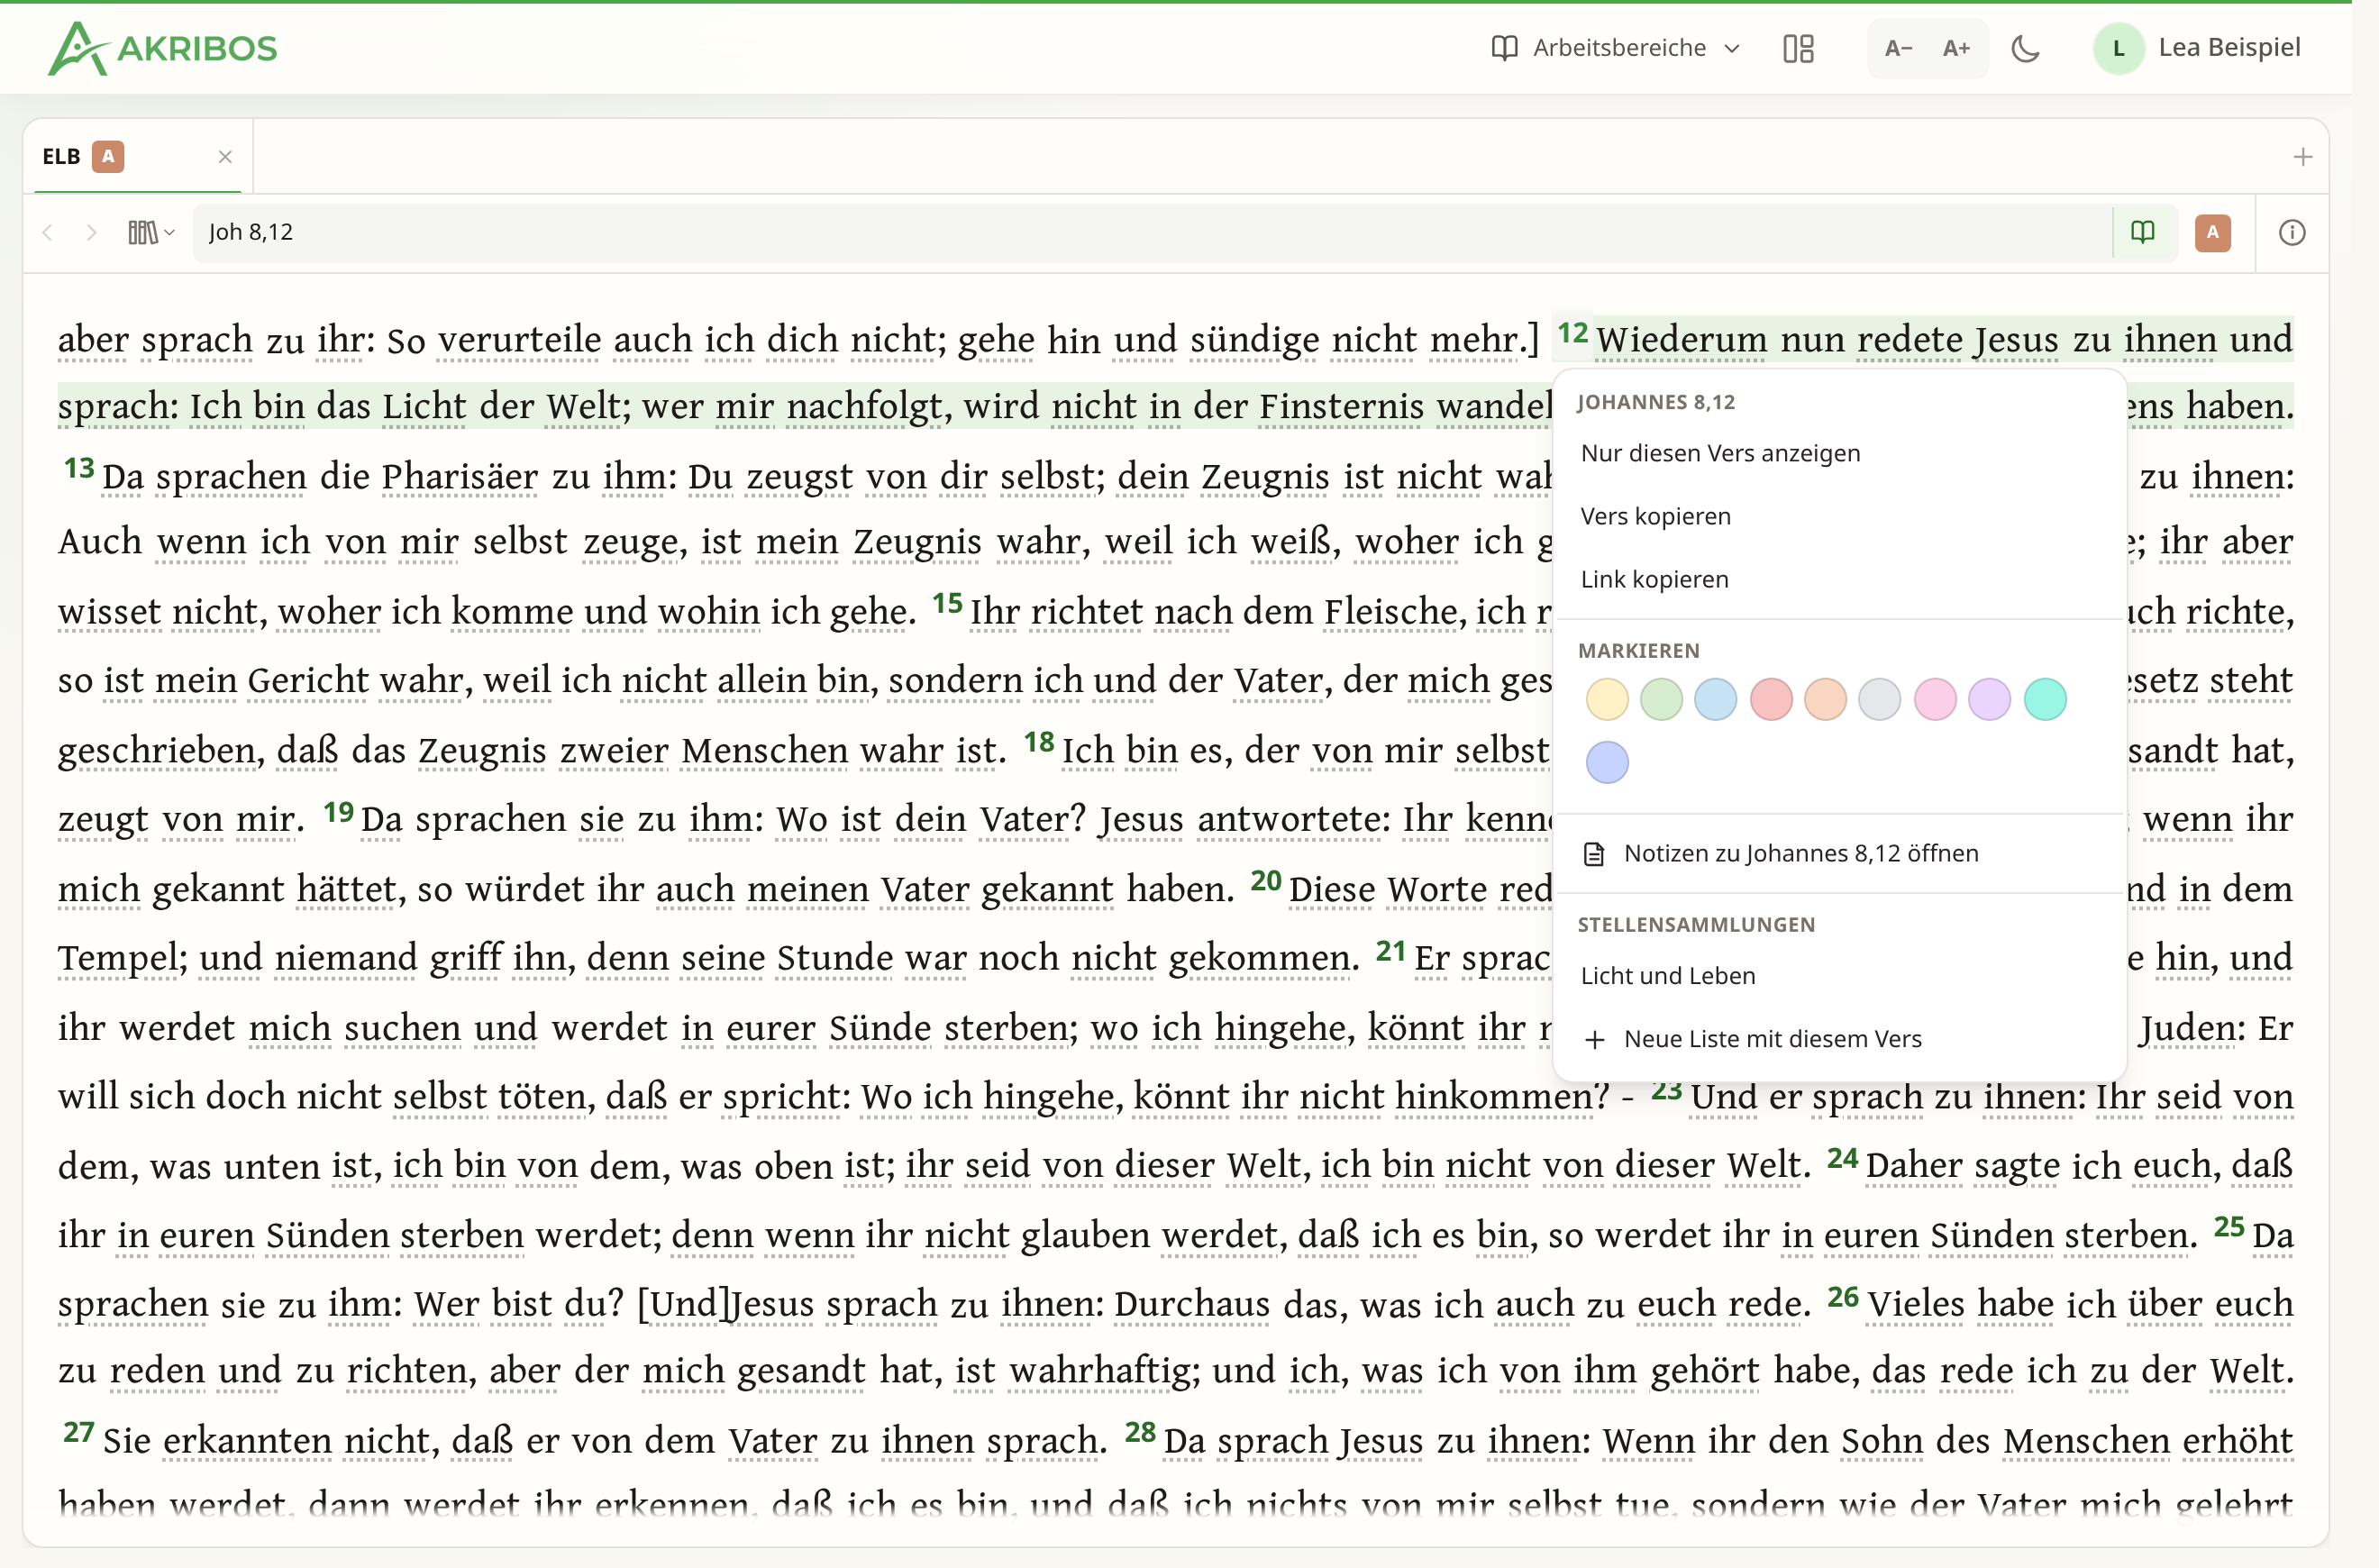 AKRIBOS
Arbeitsbereiche
A− A+
L Lea Beispiel
ELB A
Joh 8,12
A
aber sprach zu ihr: So verurteile auch ich dich nicht; gehe hin und sündige nicht mehr.] 12 Wiederum nun redete Jesus zu ihnen und
sprach: Ich bin das Licht der Welt; wer mir nachfolgt, wird nicht in der Finsternis haben.
13 Da sprachen die Pharisäer zu ihm: Du zeugst von dir selbst; dein Zeugnis ist nicht zu ihnen:
Auch wenn ich von mir selbst zeuge, ist mein Zeugnis wahr, weil ich weiß, woher ich ihr aber
wisset nicht, woher ich komme und wohin ich gehe. 15 Ihr richtet nach dem Fleische, ich richte,
so ist mein Gericht wahr, weil ich nicht allein bin, sondern ich und der Vater, der mich steht
geschrieben, daß das Zeugnis zweier Menschen wahr ist. 18 Ich bin es, der von mir selbst hat,
zeugt von mir. 19 Da sprachen sie zu ihm: Wo ist dein Vater? Jesus antwortete: Ihr wenn ihr
mich gekannt hättet, so würdet ihr auch meinen Vater gekannt haben. 20 Diese Worte in dem
Tempel; und niemand griff ihn, denn seine Stunde war noch nicht gekommen. 21 Er hin, und
ihr werdet mich suchen und werdet in eurer Sünde sterben; wo ich hingehe, könnt ihr Juden: Er
will sich doch nicht selbst töten, daß er spricht: Wo ich hingehe, könnt ihr nicht hinkommen? - 23 Und er sprach zu ihnen: Ihr seid von
dem, was unten ist, ich bin von dem, was oben ist; ihr seid von dieser Welt, ich bin nicht von dieser Welt. 24 Daher sagte ich euch, daß
ihr in euren Sünden sterben werdet; denn wenn ihr nicht glauben werdet, daß ich es bin, so werdet ihr in euren Sünden sterben. 25 Da
sprachen sie zu ihm: Wer bist du? [Und]Jesus sprach zu ihnen: Durchaus das, was ich auch zu euch rede. 26 Vieles habe ich über euch
zu reden und zu richten, aber der mich gesandt hat, ist wahrhaftig; und ich, was ich von ihm gehört habe, das rede ich zu der Welt.
27 Sie erkannten nicht, daß er von dem Vater zu ihnen sprach. 28 Da sprach Jesus zu ihnen: Wenn ihr den Sohn des Menschen erhöht
haben werdet, dann werdet ihr erkennen, daß ich es bin, und daß ich nichts von mir selbst tue, sondern wie der Vater mich gelehrt
JOHANNES 8,12
Nur diesen Vers anzeigen
Vers kopieren
Link kopieren
MARKIEREN
Notizen zu Johannes 8,12 öffnen
STELLENSAMMLUNGEN
Licht und Leben
Neue Liste mit diesem Vers